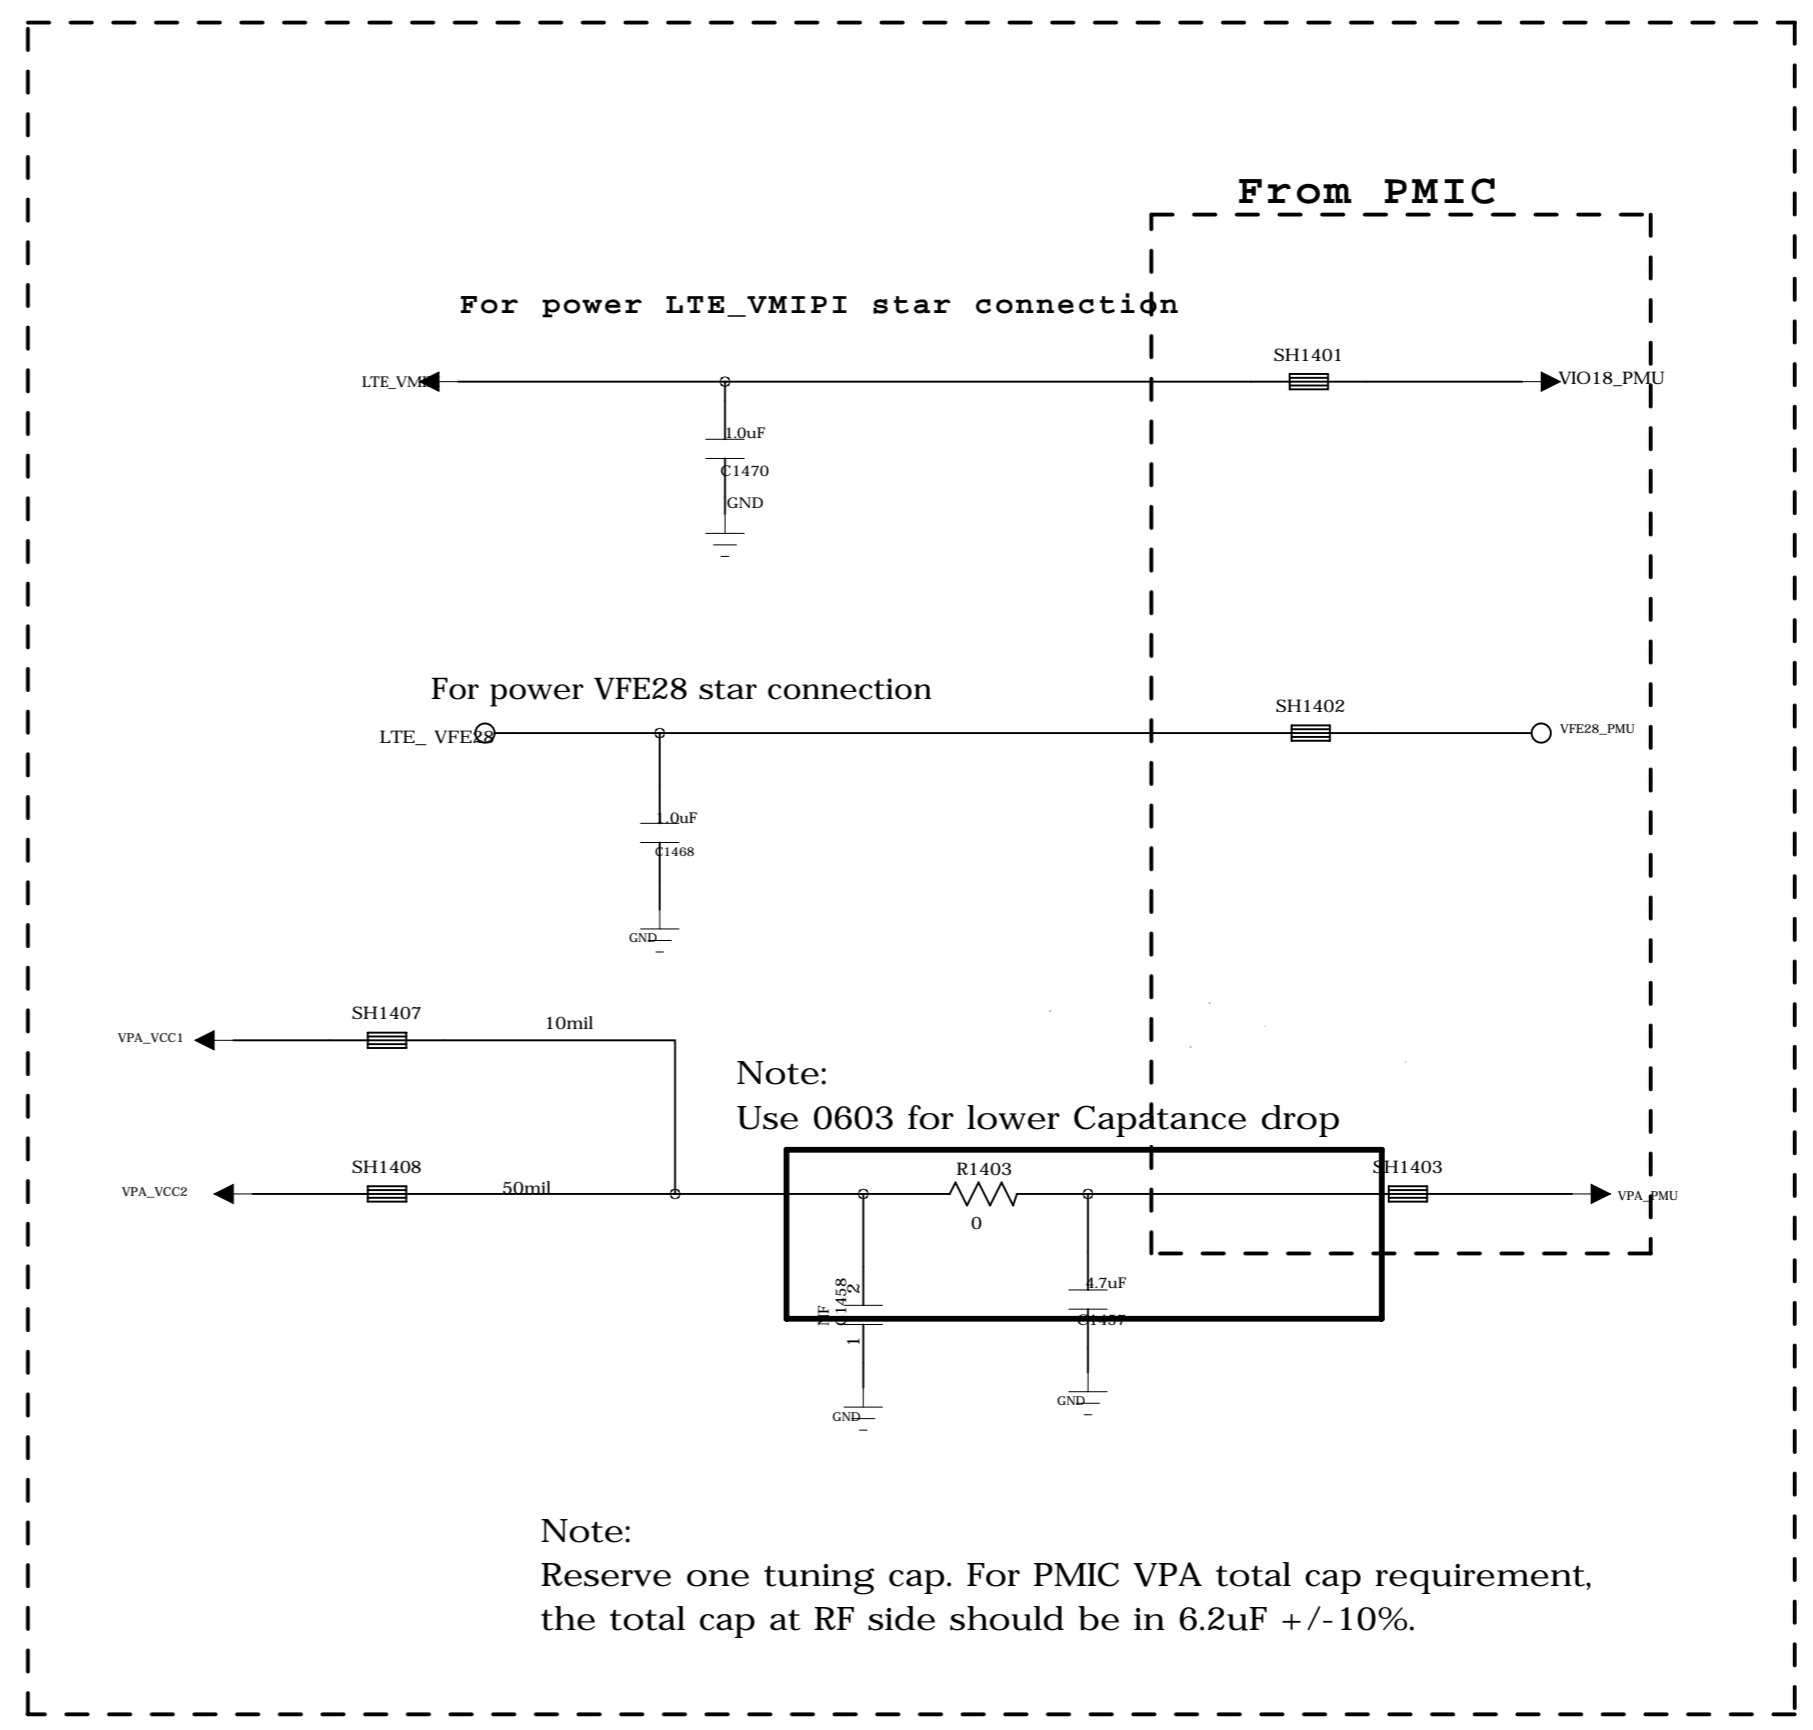 From PMIC
For power LTE_VMIPI star connection
SH1401
VIO18_PMU
1.0uF
C1470
GND
For power VFE28 star connection
SH1402
LTE_ VFE28
VFE28_PMU
1.0uF
C1468
GND
SH1407
10mil
VPA_VCC1
Note:
Use 0603 for lower Capatance drop
SH1408
R1403
SH1403
VPA_VCC2
50mil
VPA_PMU
0
4.7uF
C1457
C1458
NF
2
1
GND
GND
Note:
Reserve one tuning cap. For PMIC VPA total cap requirement,
the total cap at RF side should be in 6.2uF +/-10%.